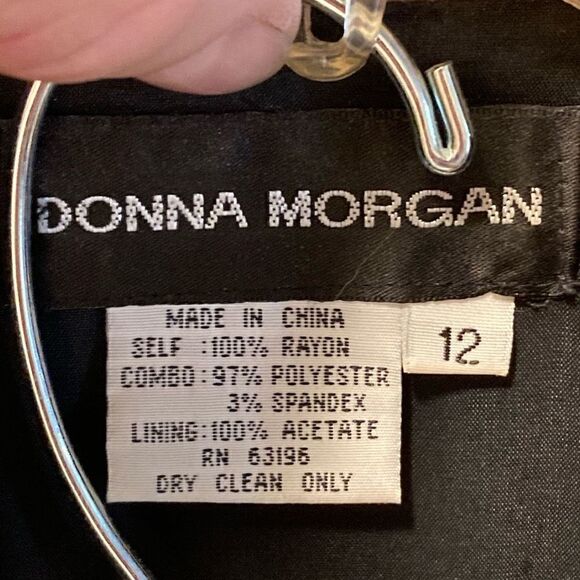 DONNA MORGAN
MADE IN CHINA
SELF :100% RAYON
COMBO:97% POLYESTER
3% SPANDEX
LINING:100% ACETATE
RN 63196
DRY CLEAN ONLY
12